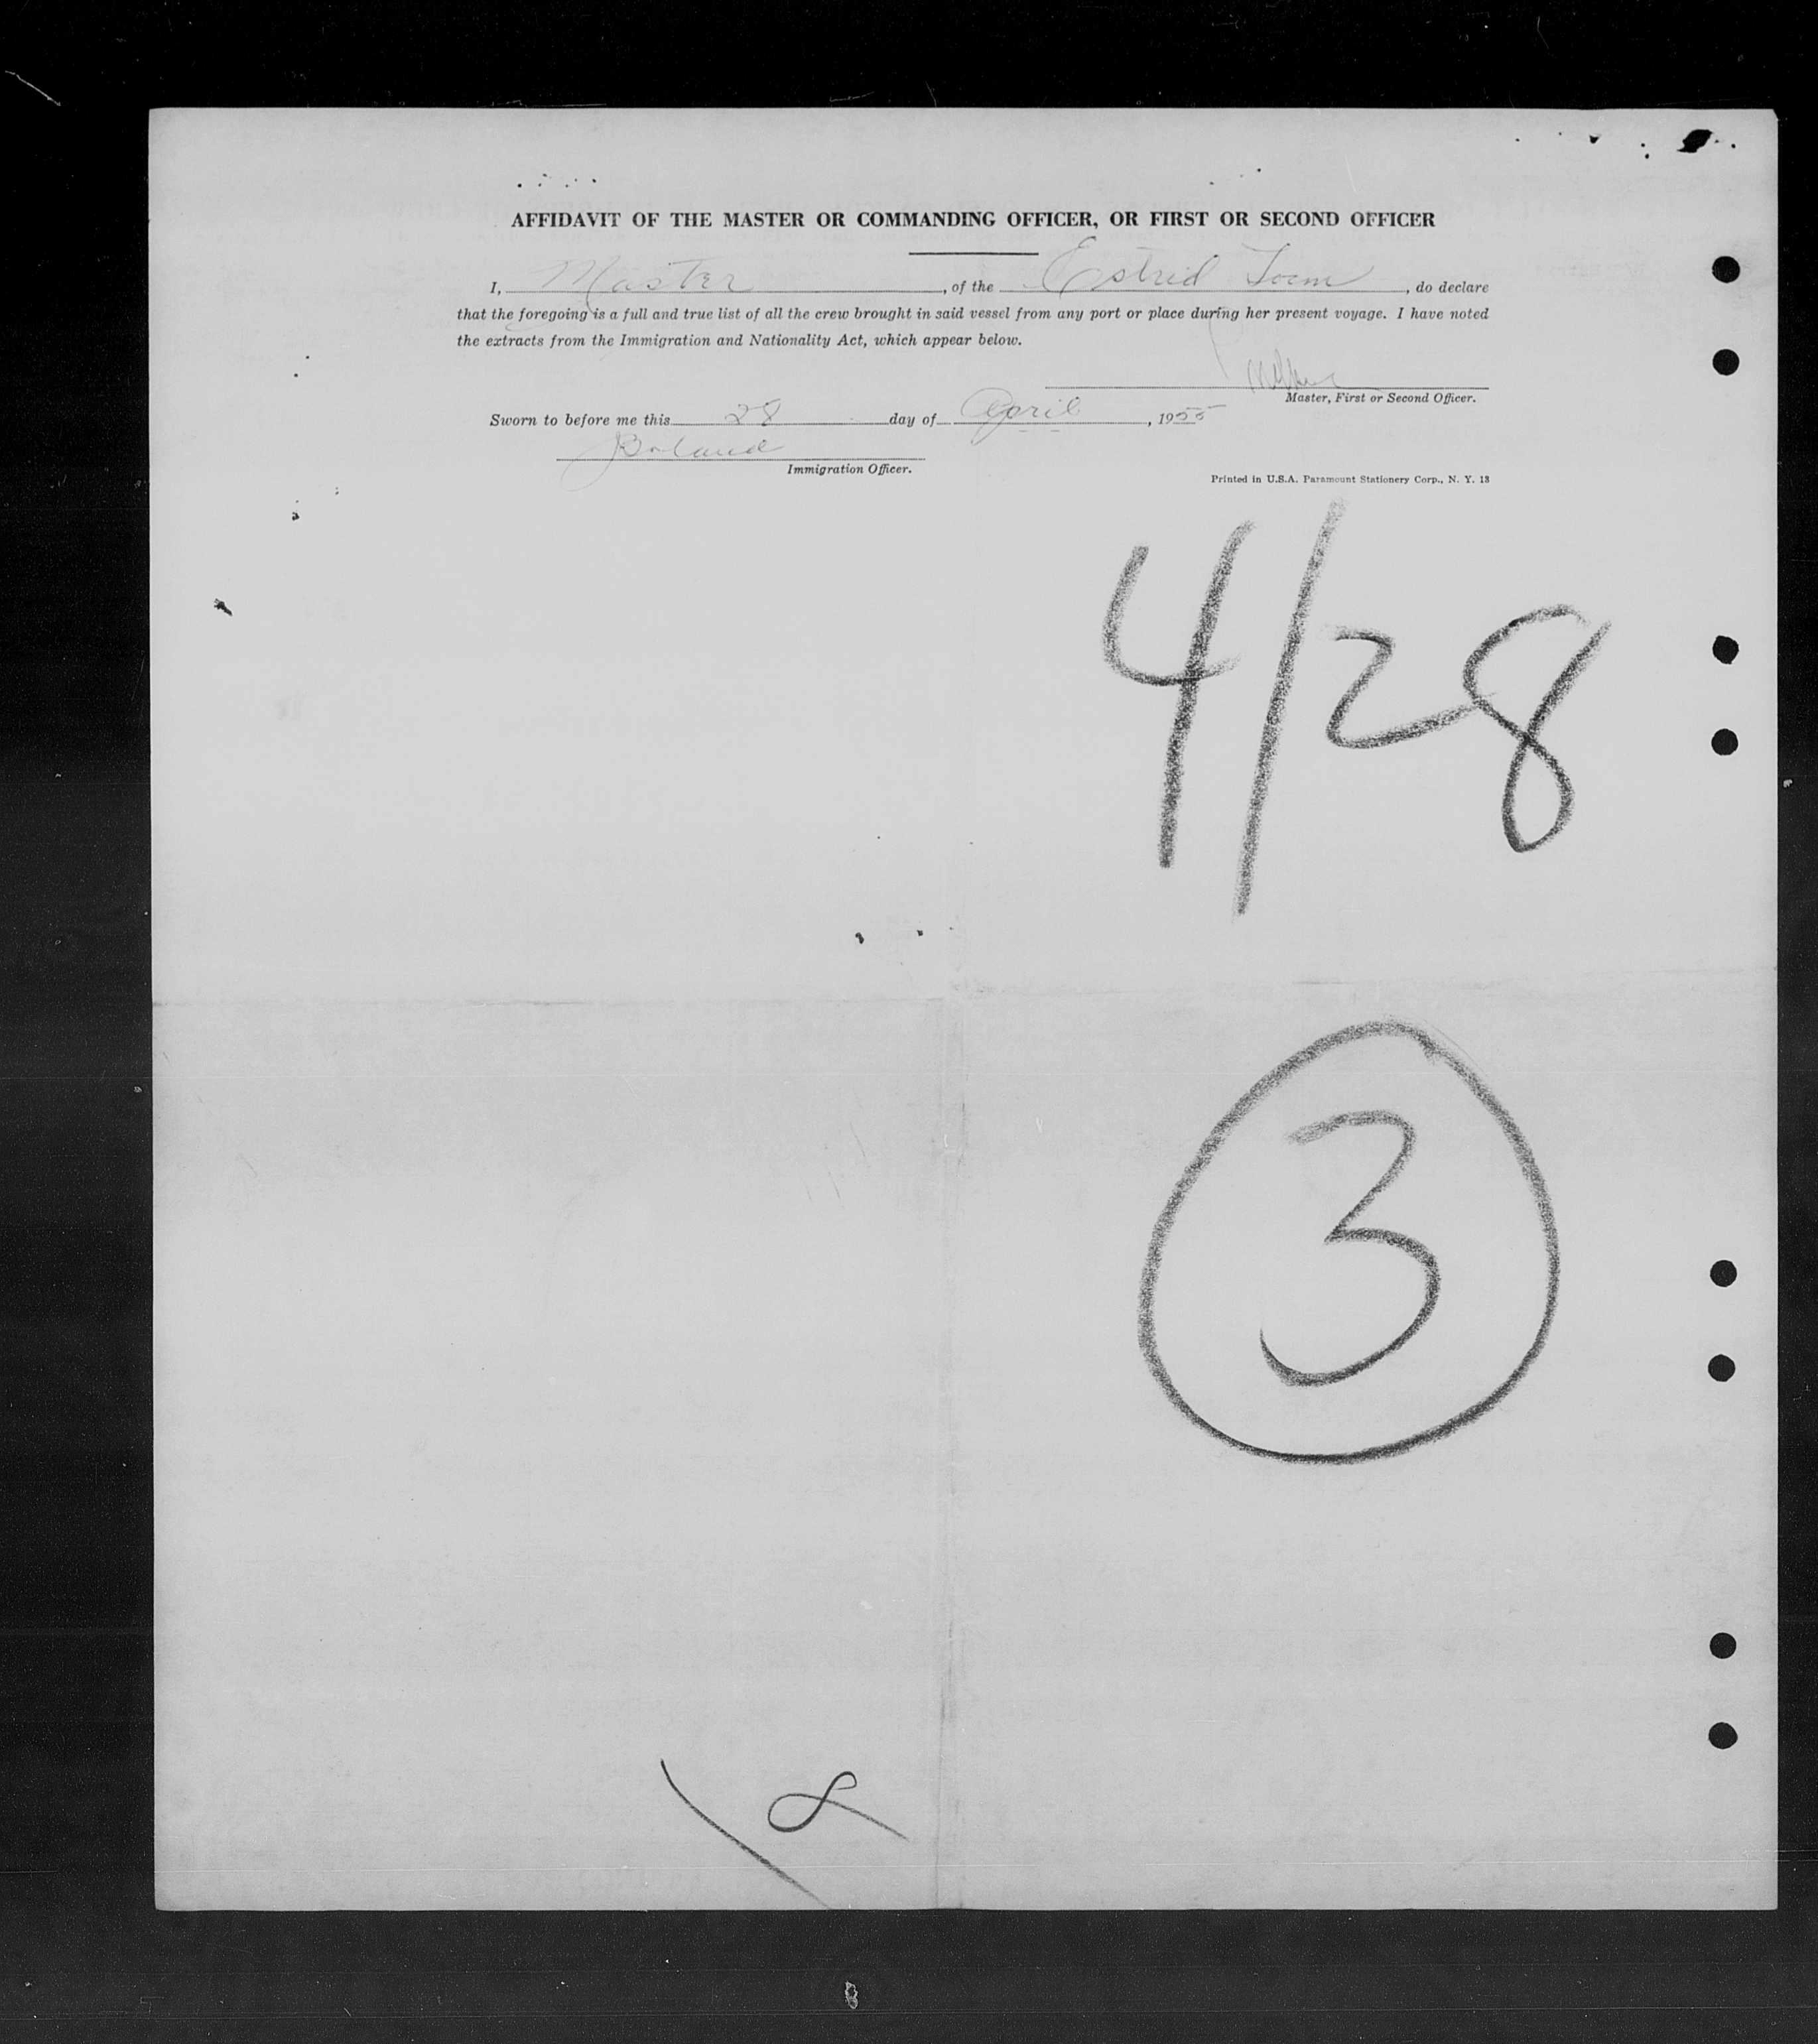 AFFIDAVIT OF THE MASTER OR COMMANDING OFFICER, OR FIRST OR SECOND OFFICER
I, Master, of the Estrid Torm, do declare
that the foregoing is a full and true list of all the crew brought in said vessel from any port or place during her present voyage. I have noted
the extracts from the Immigration and Nationality Act, which appear below.
Master, First or Second Officer.
Sworn to before me this 28 day of April, 1955
Boland
Immigration Officer.
Printed in U.S.A. Paramount Stationery Corp., N. Y. 13
4/28
3
8